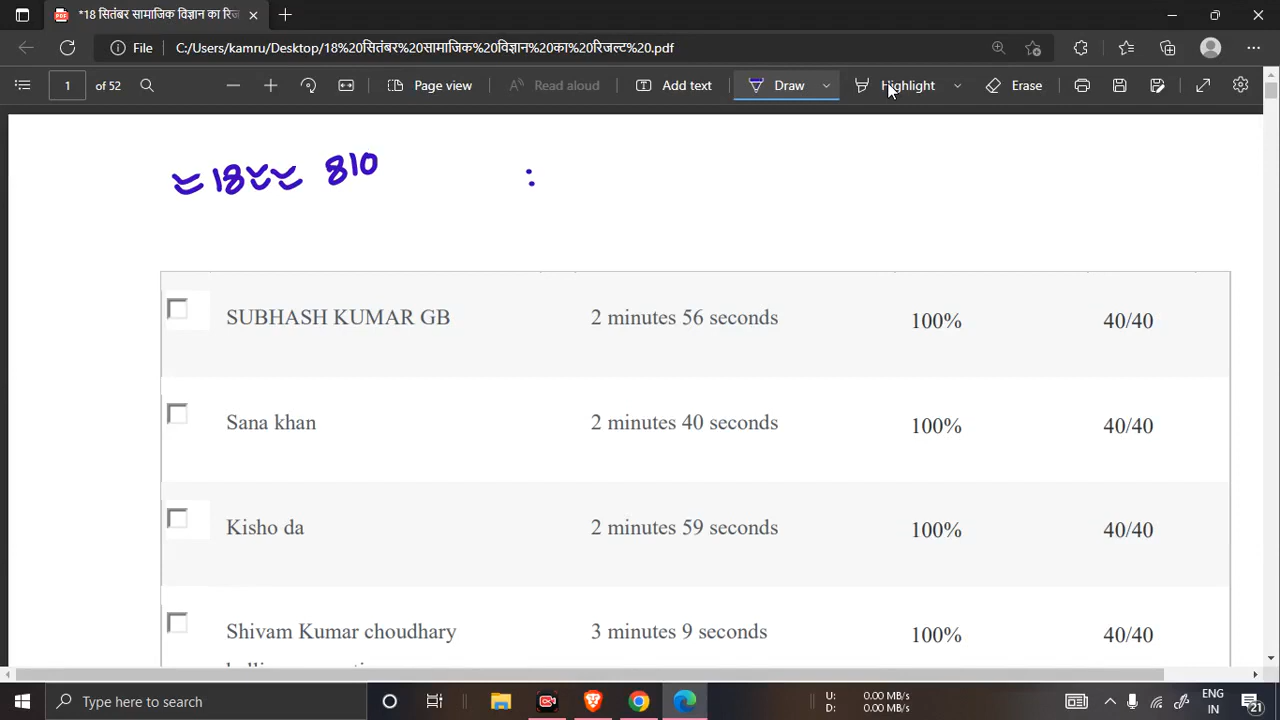 *18 सितंबर सामाजिक विज्ञान का रिज
File C:/Users/kamru/Desktop/18%20सितंबर%20सामाजिक%20विज्ञान%20का%20रिजल्ट%20.pdf
1 of 52 Page view Read aloud Add text Draw Highlight Erase
18 810 :
SUBHASH KUMAR GB 2 minutes 56 seconds 100% 40/40
Sana khan 2 minutes 40 seconds 100% 40/40
Kisho da 2 minutes 59 seconds 100% 40/40
Shivam Kumar choudhary 3 minutes 9 seconds 100% 40/40
Type here to search U: 0.00 MB/s ENG
D: 0.00 MB/s IN 21